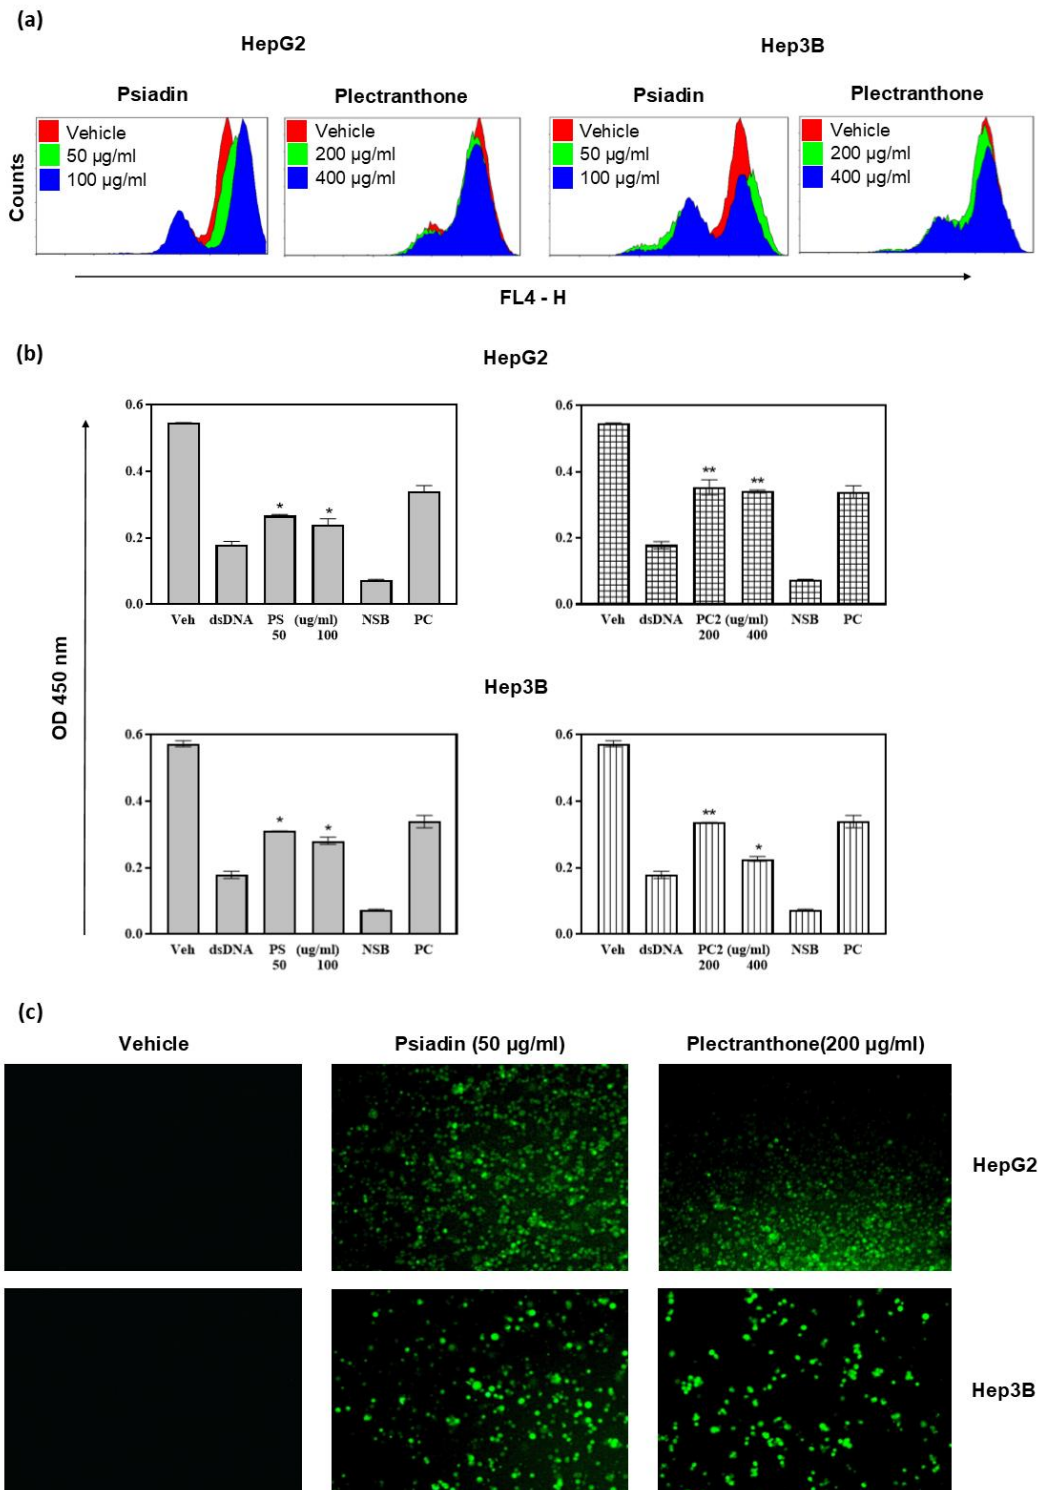 (a)
HepG2
Hep3B
Psiadin
Plectranthone
Psiadin
Plectranthone
Counts
Vehicle
50 µg/ml
100 µg/ml
Vehicle
200 µg/ml
400 µg/ml
Vehicle
50 µg/ml
100 µg/ml
Vehicle
200 µg/ml
400 µg/ml
FL4 - H
(b)
HepG2
OD 450 nm
0.6
0.4
0.2
0.0
* *
Veh dsDNA PS (ug/ml) NSB PC
50 100
0.6
0.4
0.2
0.0
** **
Veh dsDNA PC2 (ug/ml) NSB PC
200 400
Hep3B
0.6
0.4
0.2
0.0
* *
Veh dsDNA PS (ug/ml) NSB PC
50 100
0.6
0.4
0.2
0.0
** *
Veh dsDNA PC2 (ug/ml) NSB PC
200 400
(c)
Vehicle
Psiadin (50 µg/ml)
Plectranthone(200 µg/ml)
HepG2
Hep3B